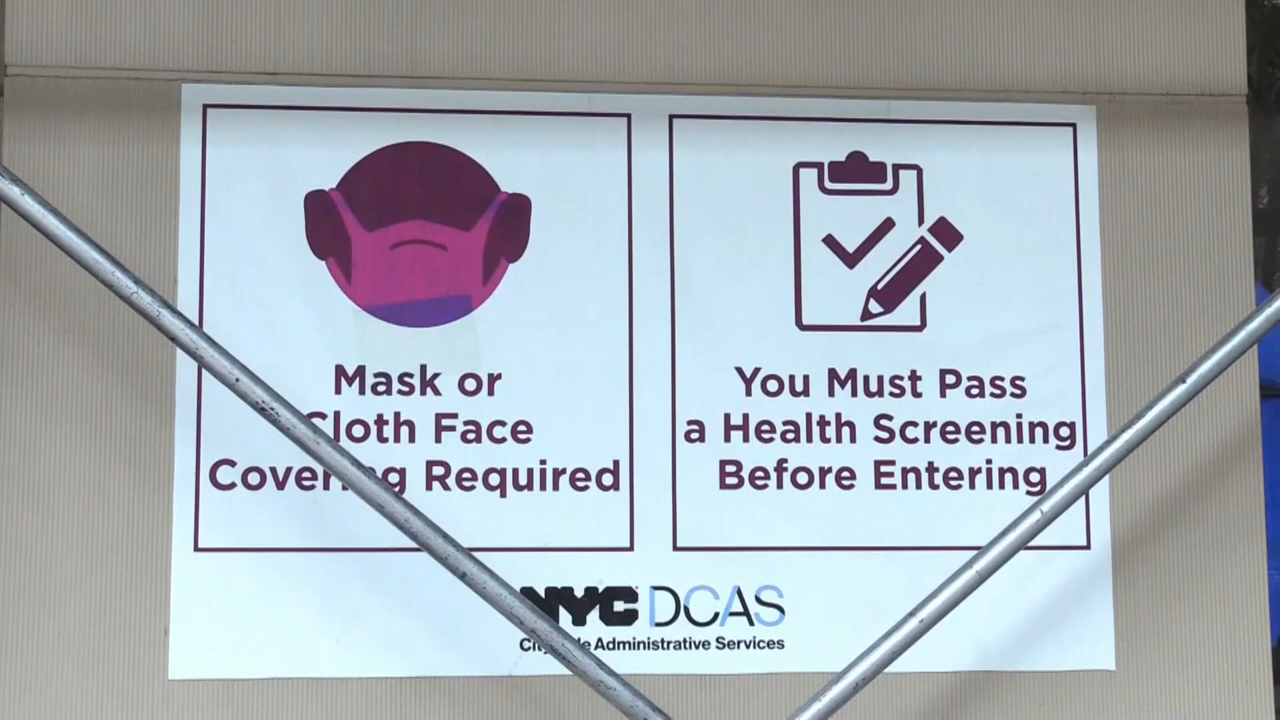 Mask or
Cloth Face
Covering Required
You Must Pass
a Health Screening
Before Entering
NYC DCAS
Citywide Administrative Services